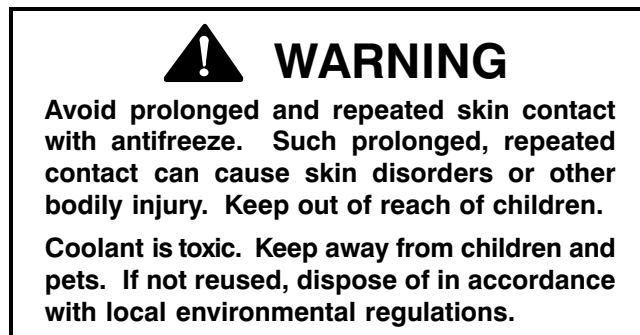 WARNING
Avoid prolonged and repeated skin contact
with antifreeze. Such prolonged, repeated
contact can cause skin disorders or other
bodily injury. Keep out of reach of children.
Coolant is toxic. Keep away from children and
pets. If not reused, dispose of in accordance
with local environmental regulations.